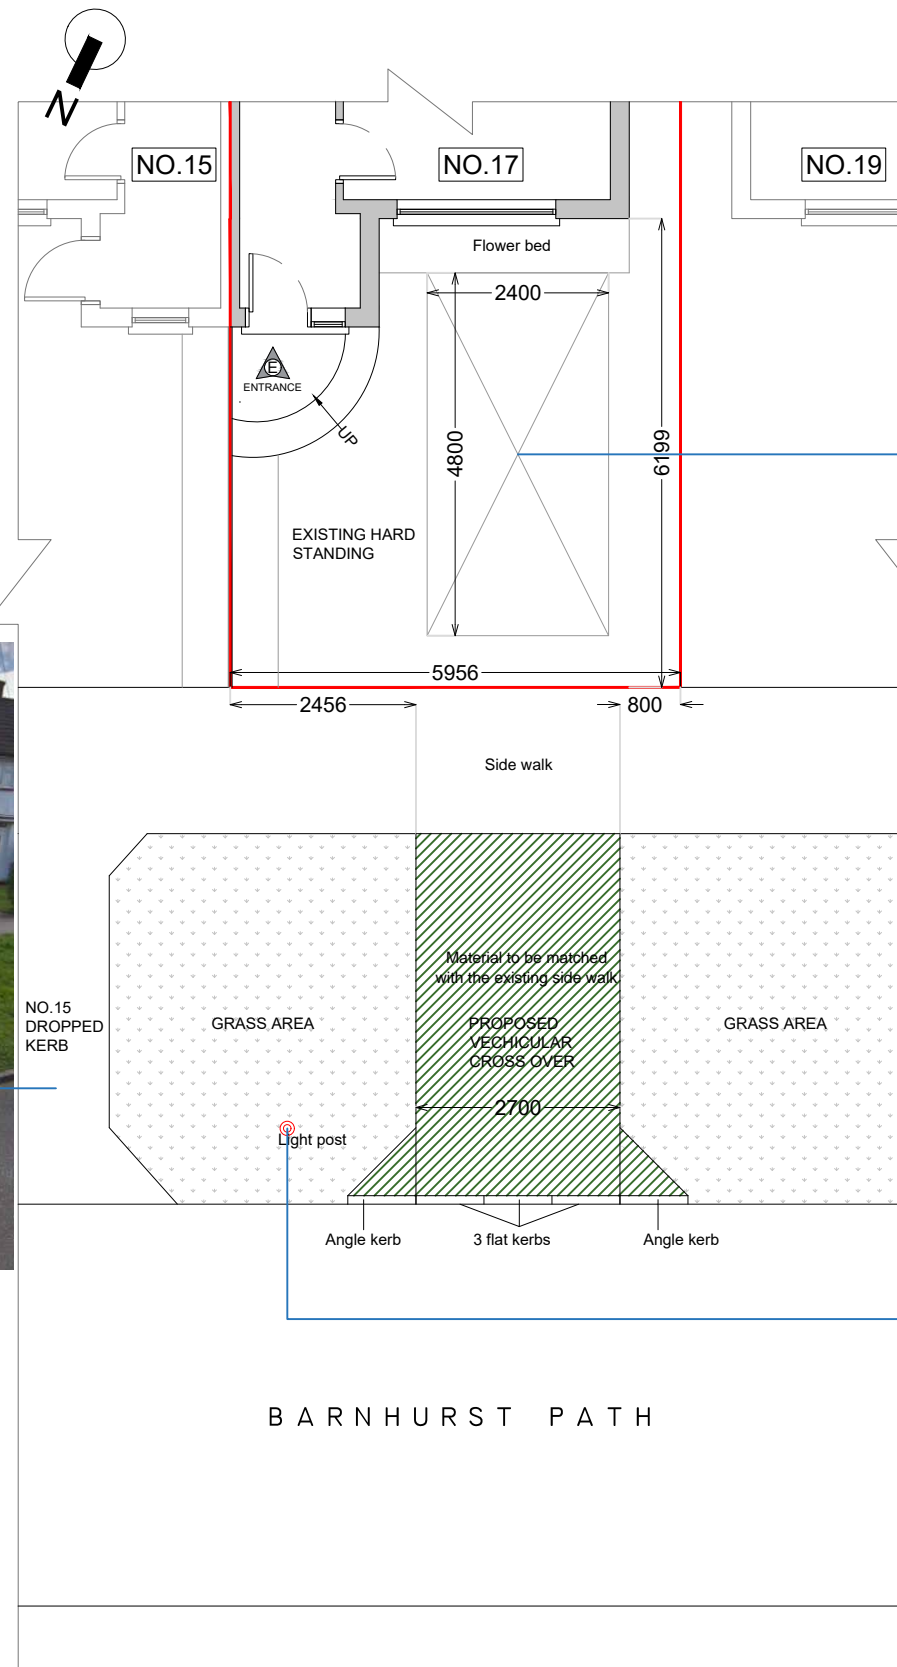 N
NO.15
NO.17
NO.19
Flower bed
2400
E
ENTRANCE
UP
4800
6199
EXISTING HARD
STANDING
5956
2456
800
Side walk
Material to be matched
with the existing side walk
NO.15
DROPPED
KERB
GRASS AREA
PROPOSED
VECHICULAR
CROSS OVER
GRASS AREA
2700
Light post
Angle kerb
3 flat kerbs
Angle kerb
BARNHURST PATH